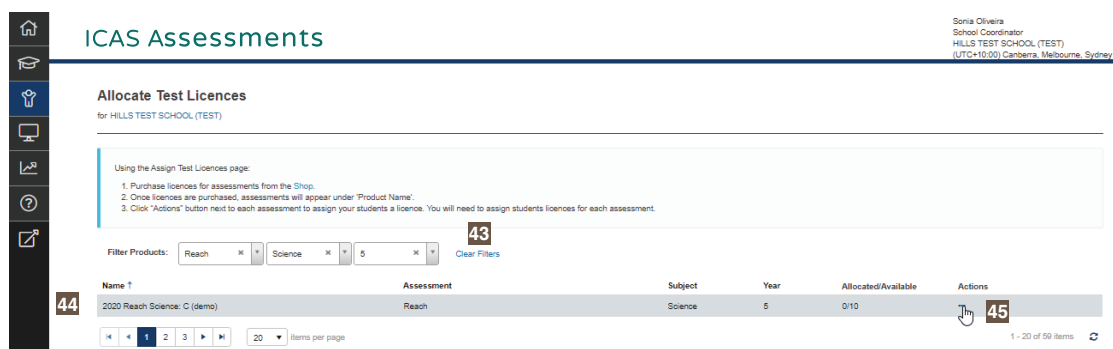 Sonia Oliveira
School Coordinator
HILLS TEST SCHOOL (TEST)
(UTC+10:00) Canberra, Melbourne, Sydney
ICAS Assessments
Allocate Test Licences
for HILLS TEST SCHOOL (TEST)
Using the Assign Test Licences page:
1. Purchase licences for assessments from the Shop.
2. Once licences are purchased, assessments will appear under 'Product Name'.
3. Click "Actions" button next to each assessment to assign your students a licence. You will need to assign students licences for each assessment.
43
Filter Products: Reach Science 5 Clear Filters
Name ↑ Assessment Subject Year Allocated/Available Actions
44 2020 Reach Science: C (demo) Reach Science 5 0/10 45
1 2 3 20 items per page 1 - 20 of 59 items